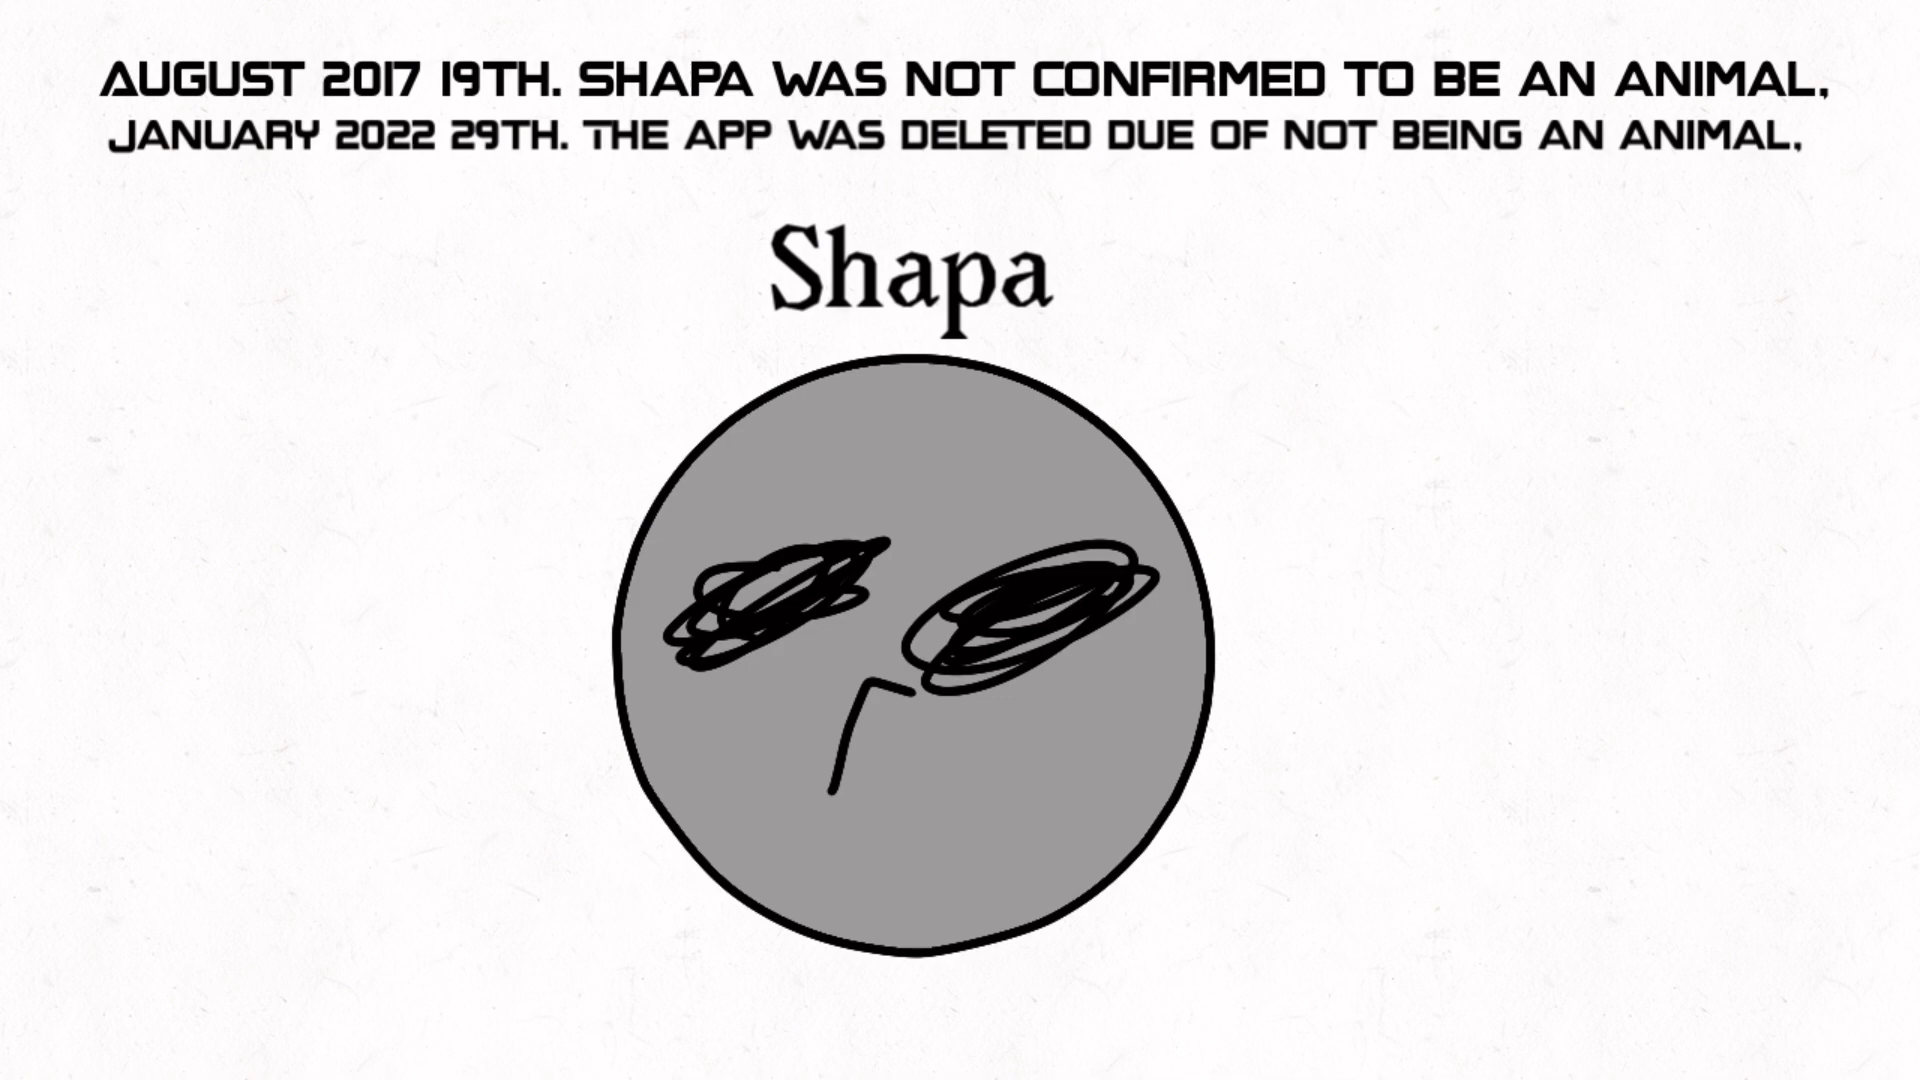 AUGUST 2017 19TH. SHAPA WAS NOT CONFIRMED TO BE AN ANIMAL,
JANUARY 2022 29TH. THE APP WAS DELETED DUE OF NOT BEING AN ANIMAL,
Shapa